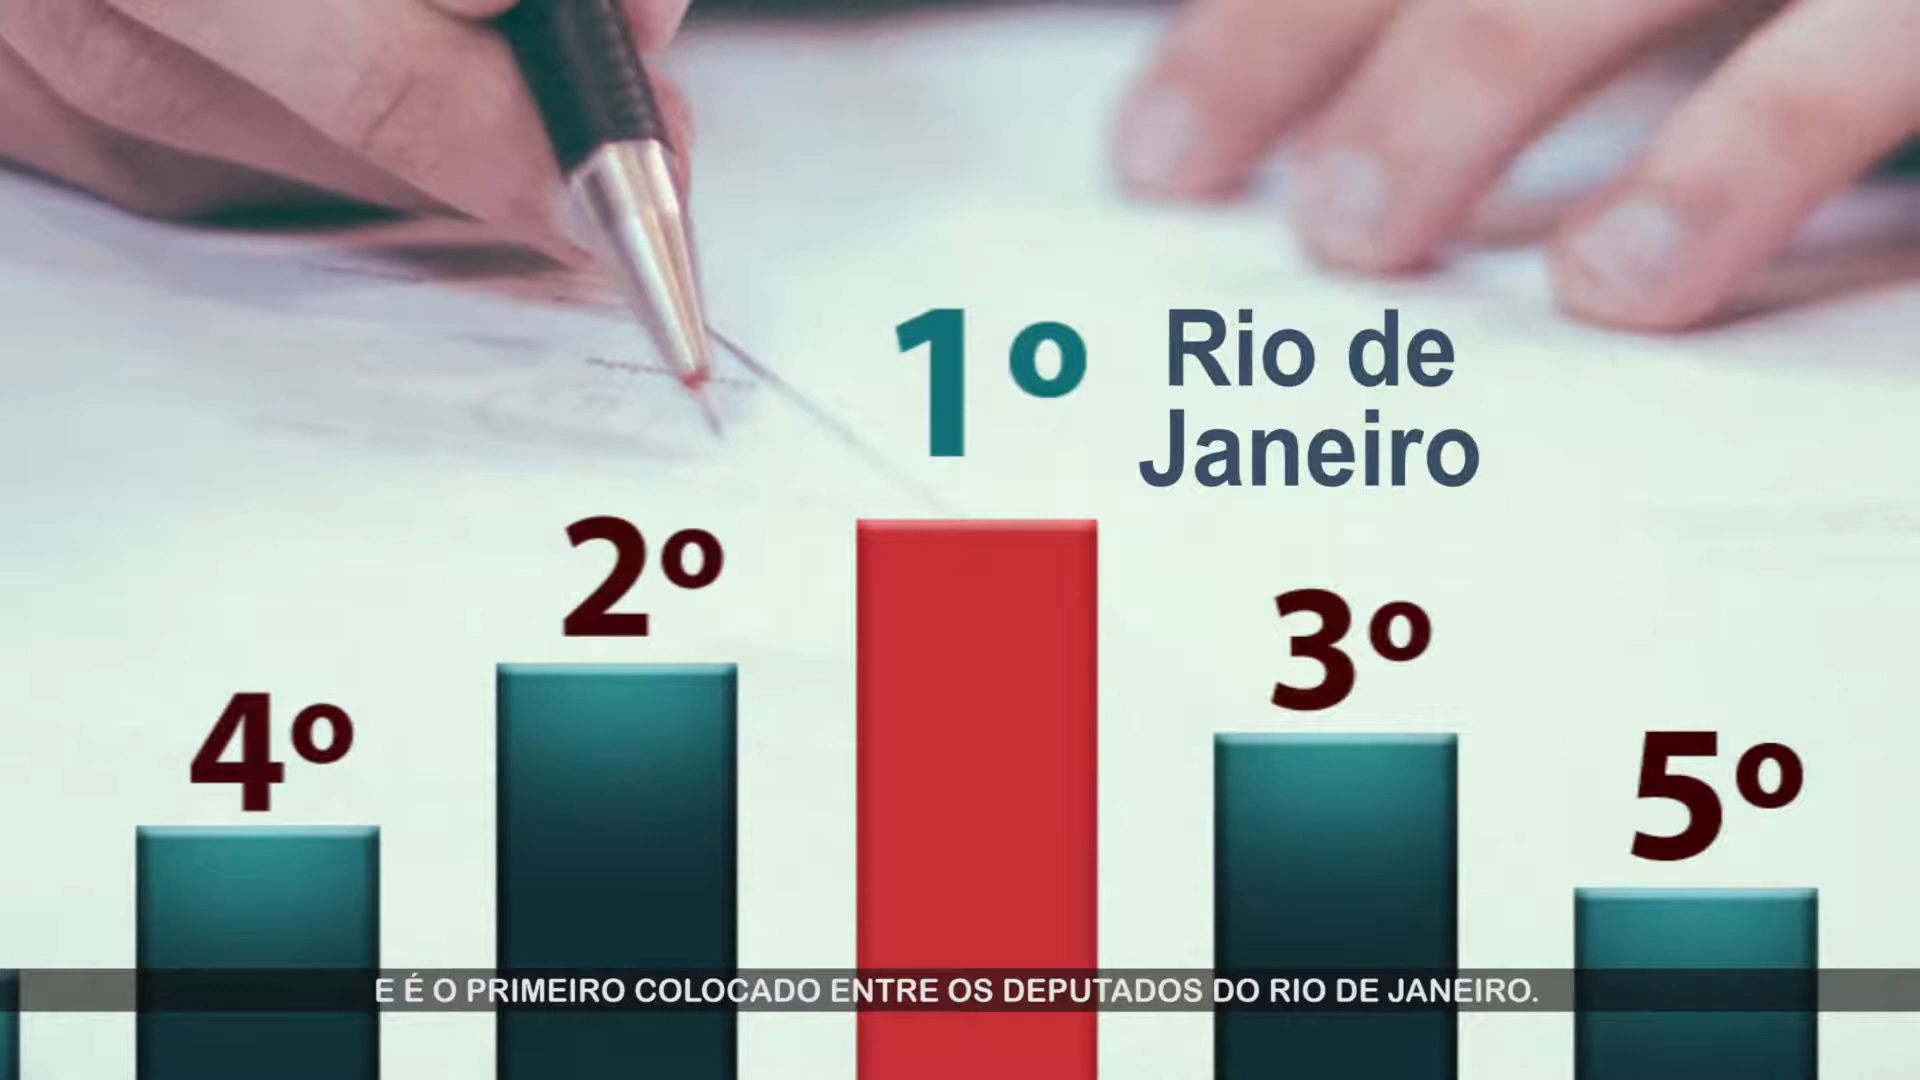 1º
Rio de
Janeiro
2º
3º
4º
5º
E É O PRIMEIRO COLOCADO ENTRE OS DEPUTADOS DO RIO DE JANEIRO.